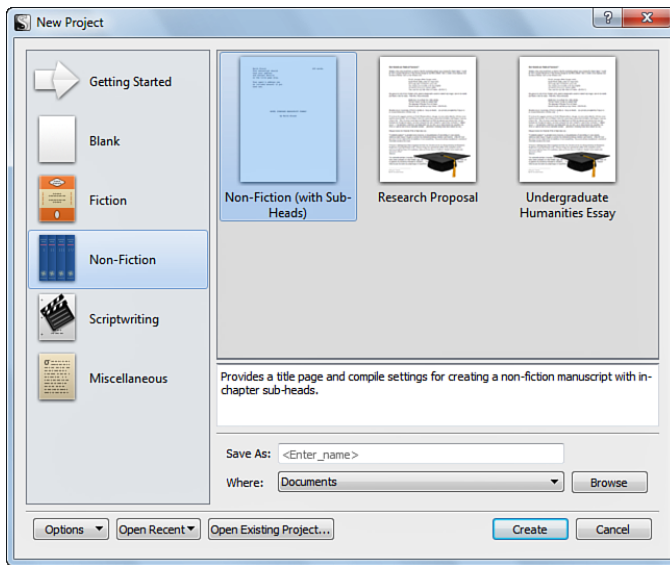 New Project
Getting Started
Blank
Fiction
Non-Fiction
Scriptwriting
Miscellaneous
Non-Fiction (with Sub-
Heads)
Research Proposal
Undergraduate
Humanities Essay
Provides a title page and compile settings for creating a non-fiction manuscript with in-
chapter sub-heads.
Save As: <Enter_name>
Where: Documents
Browse
Options
Open Recent
Open Existing Project...
Create
Cancel